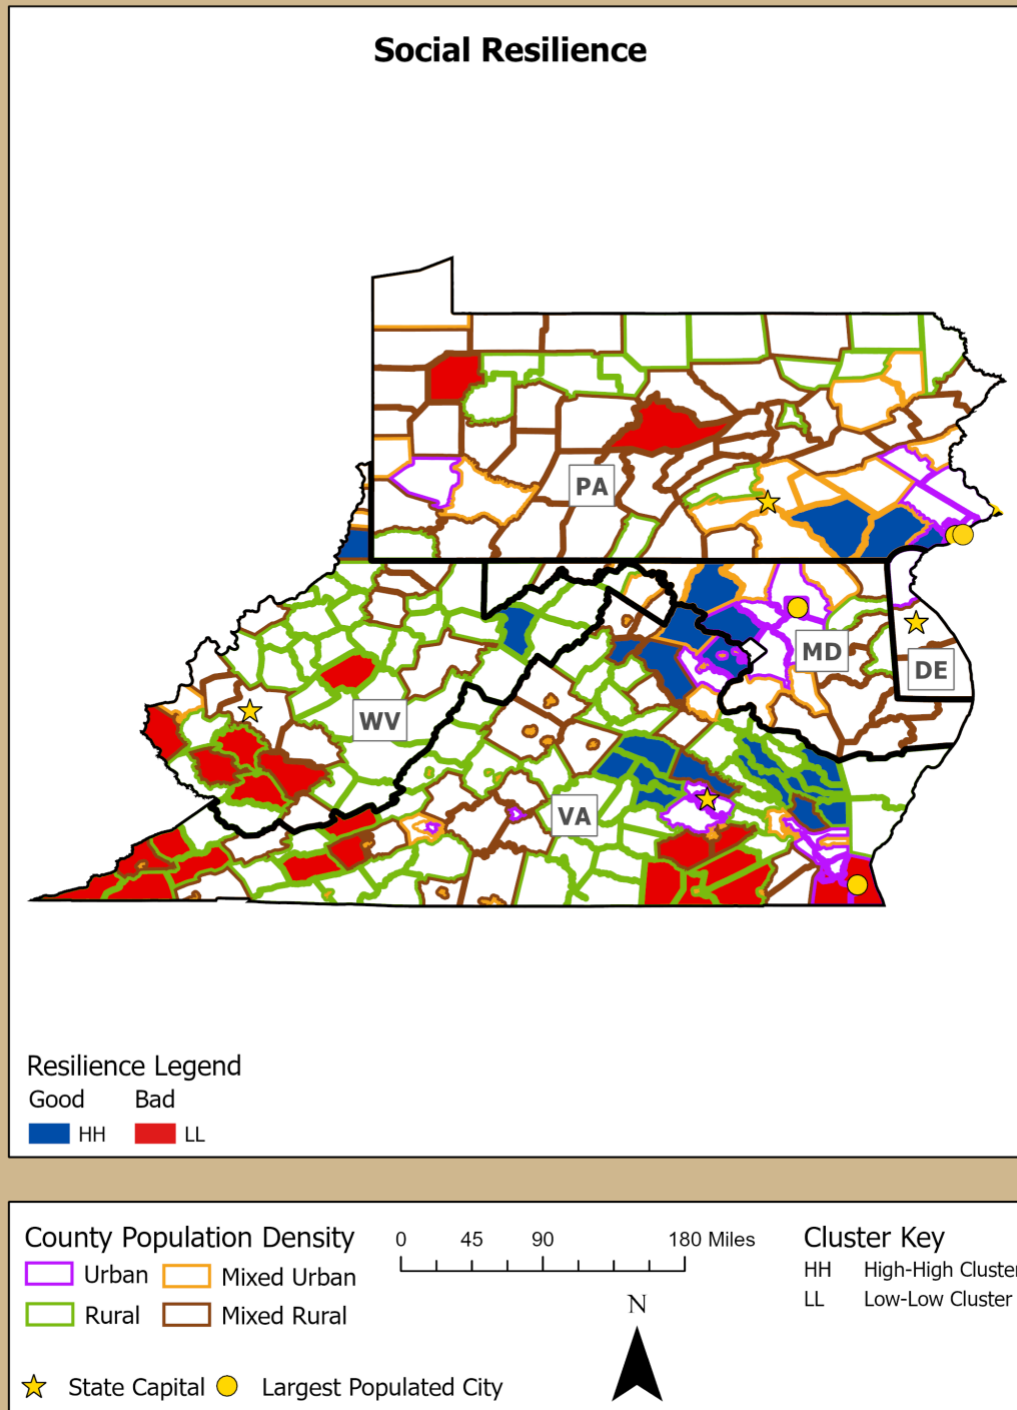 Social Resilience
PA
MD
DE
WV
VA
Resilience Legend
Good Bad
HH LL
County Population Density
Urban Mixed Urban
Rural Mixed Rural
State Capital Largest Populated City
0 45 90 180 Miles
N
Cluster Key
HH High-High Cluster
LL Low-Low Cluster